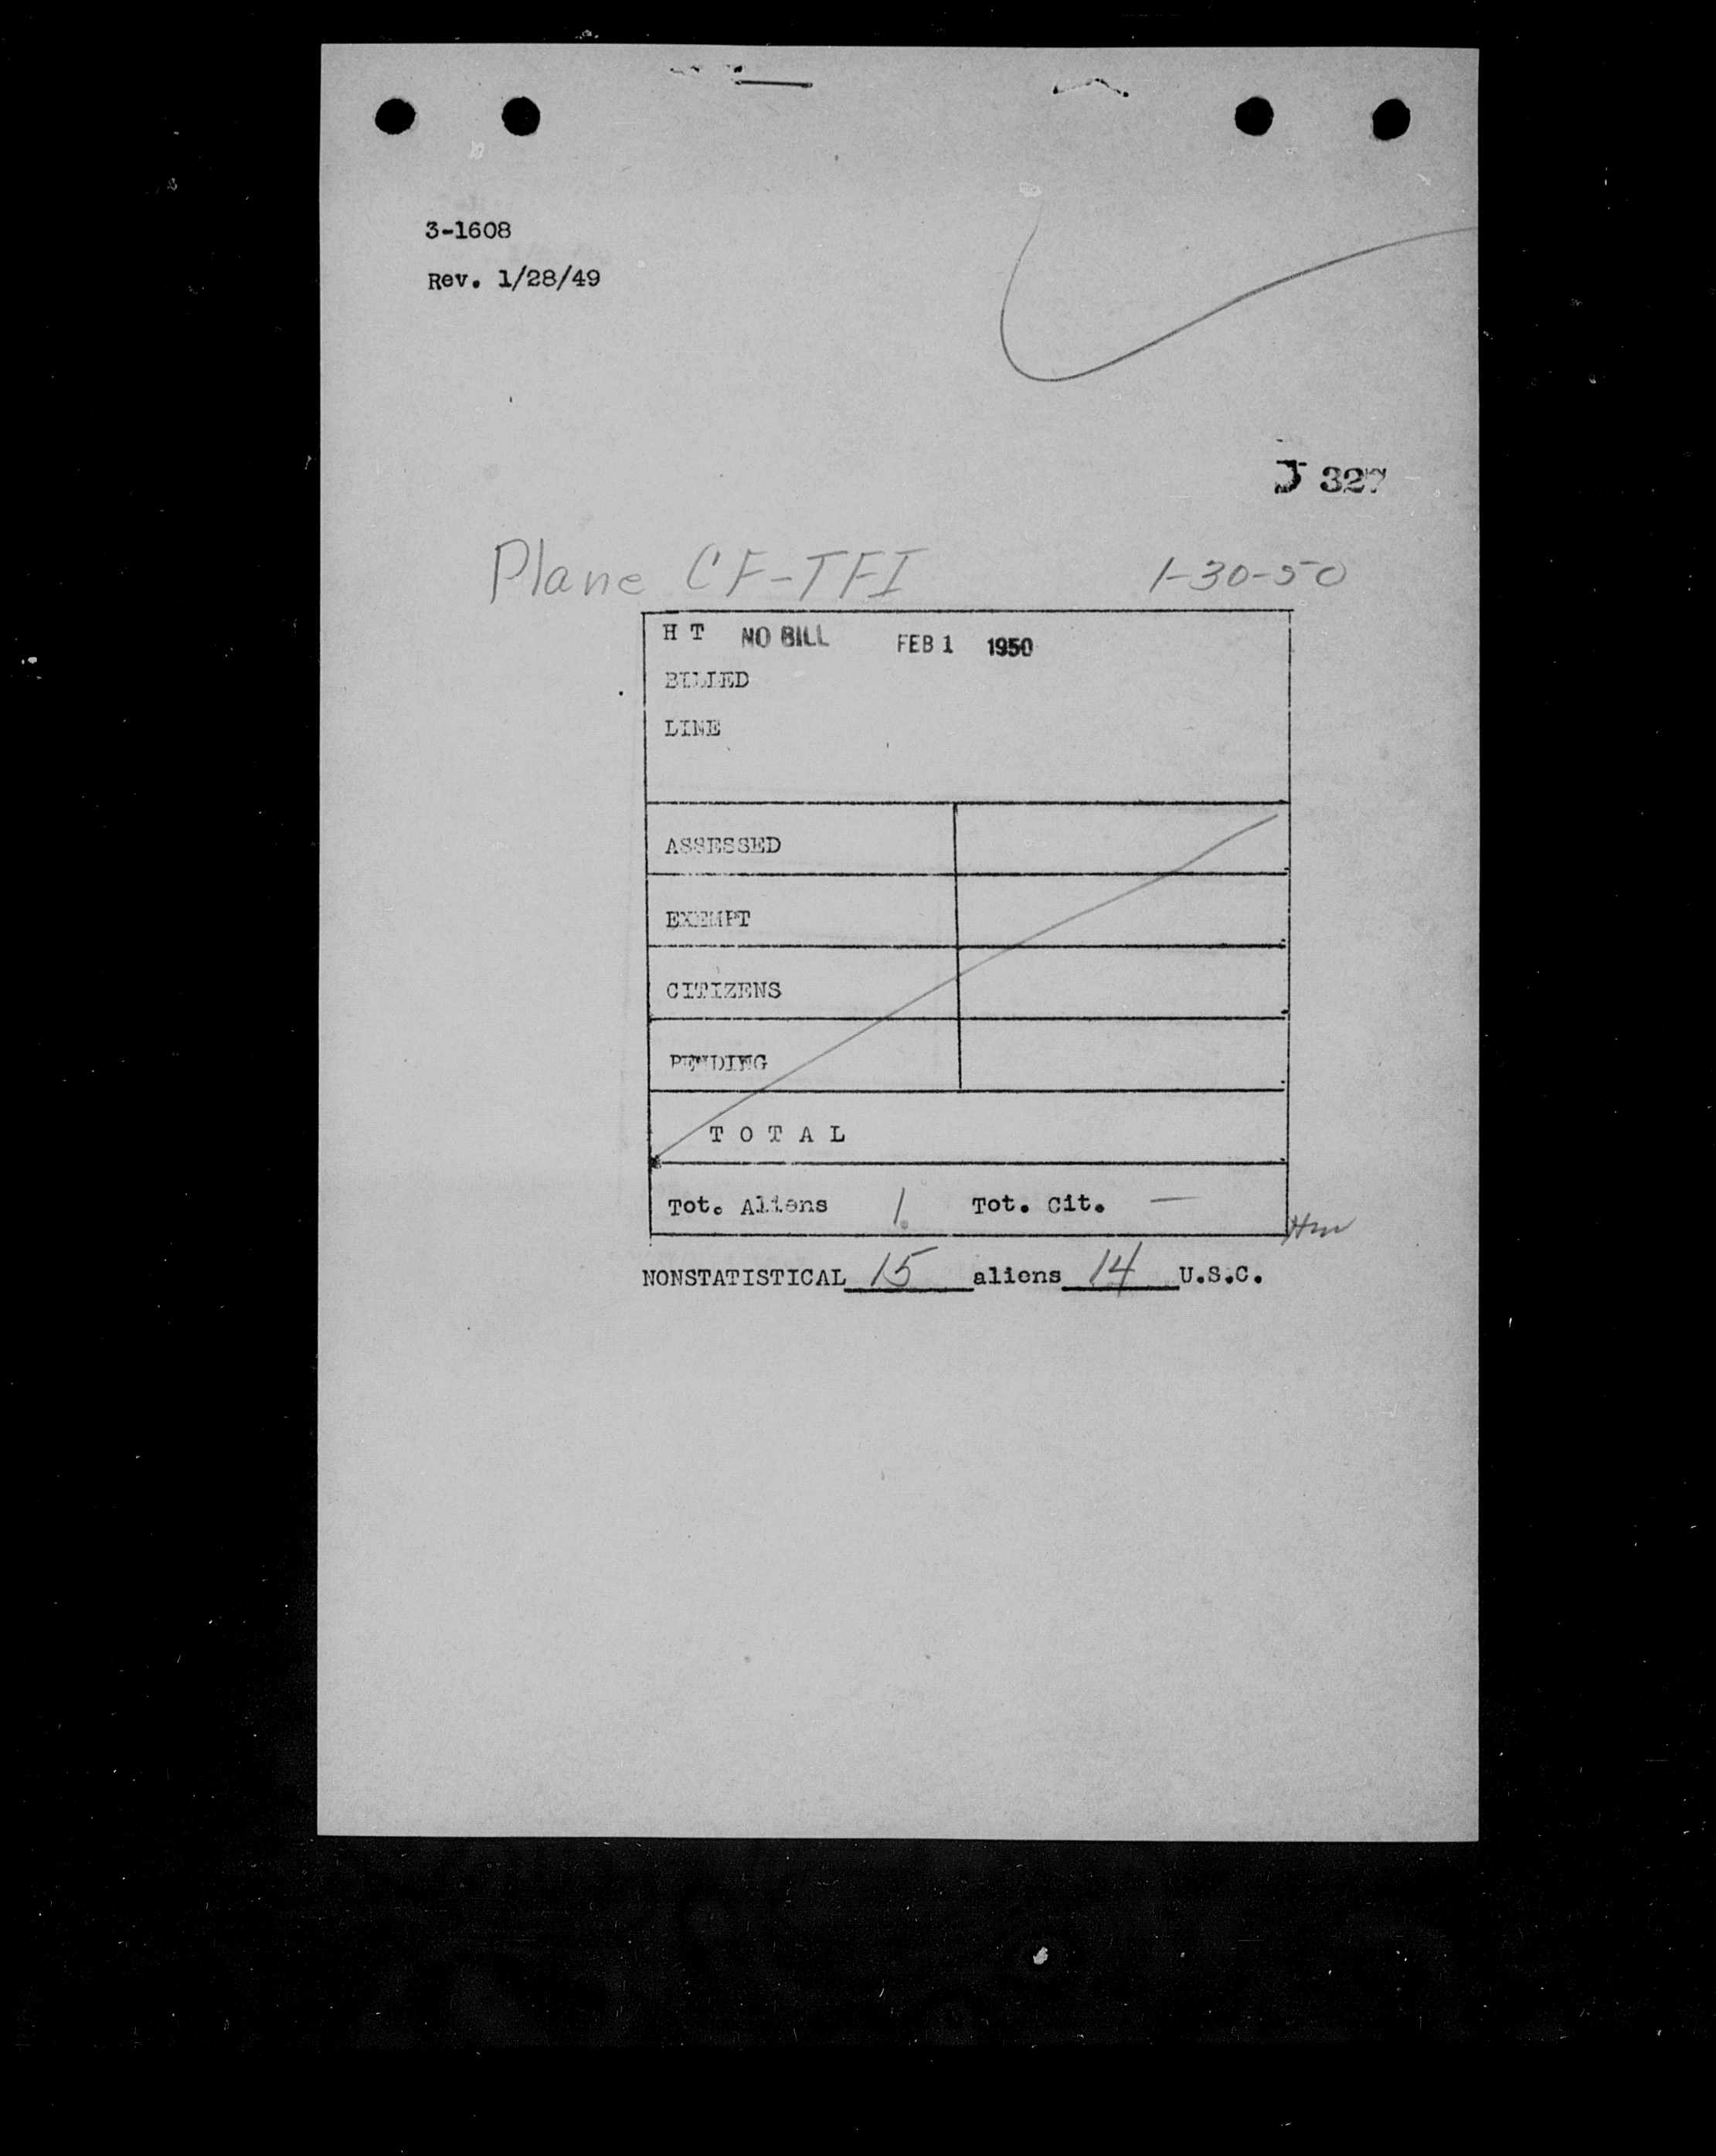 3-1608
Rev. 1/28/49
J 327
Plane CF-TFI 1-30-50
H T NO BILL FEB 1 1950
BILLED
LINE
ASSESSED
EXEMPT
CITIZENS
PENDING
T O T A L
Tot. Aliens 1 Tot. Cit. —
NONSTATISTICAL 15 aliens 14 U.S.C.